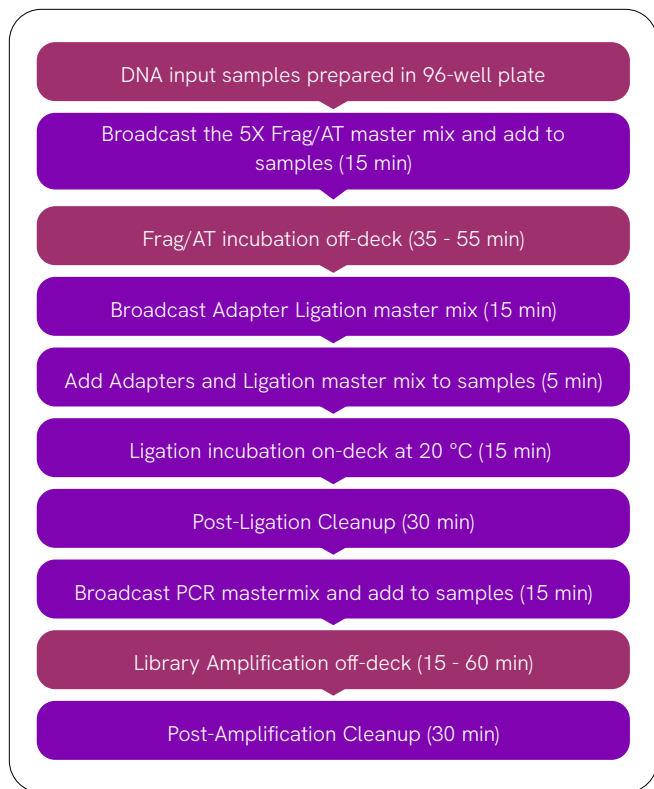 DNA input samples prepared in 96-well plate
Broadcast the 5X Frag/AT master mix and add to
samples (15 min)
Frag/AT incubation off-deck (35 - 55 min)
Broadcast Adapter Ligation master mix (15 min)
Add Adapters and Ligation master mix to samples (5 min)
Ligation incubation on-deck at 20 °C (15 min)
Post-Ligation Cleanup (30 min)
Broadcast PCR mastermix and add to samples (15 min)
Library Amplification off-deck (15 - 60 min)
Post-Amplification Cleanup (30 min)